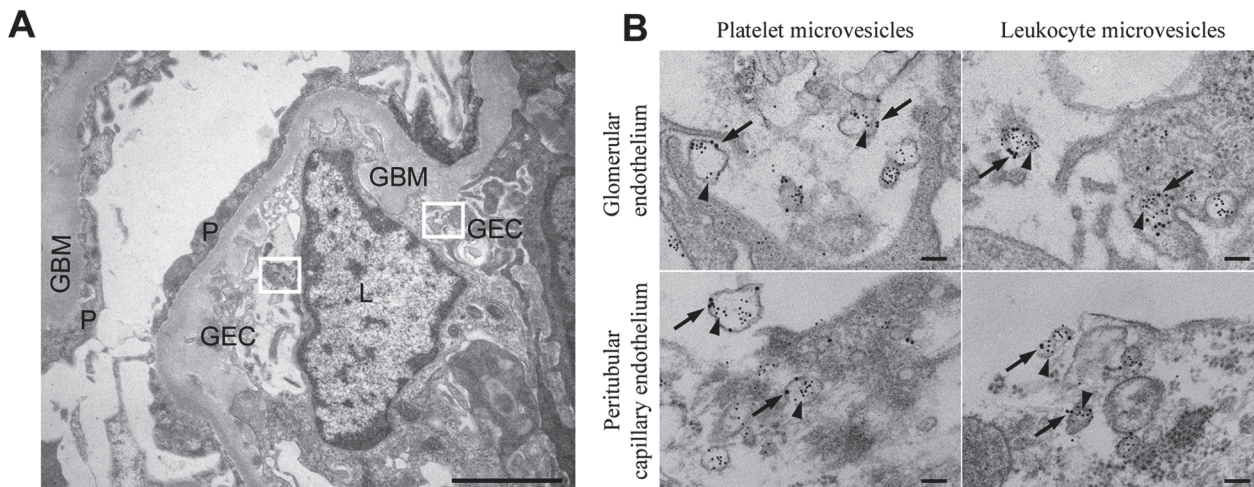 A
GBM
GEC
P
GBM
P
L
GEC
B
Platelet microvesicles
Leukocyte microvesicles
Glomerular
endothelium
Peritubular
capillary endothelium